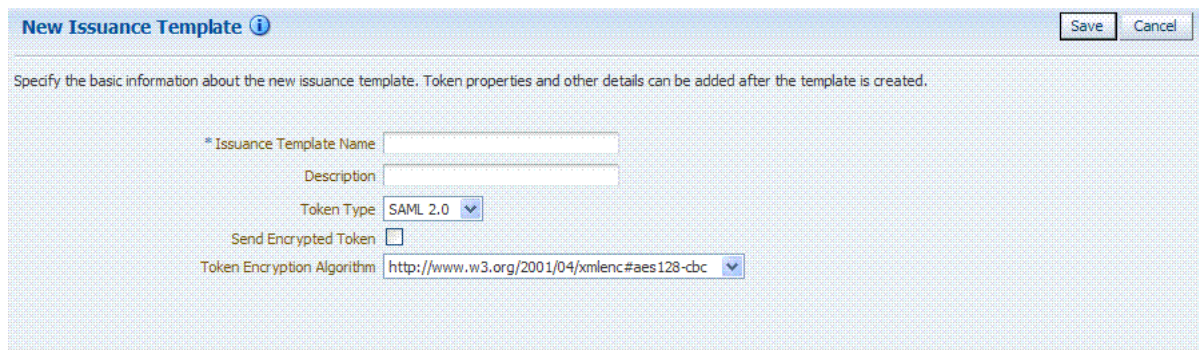 New Issuance Template
Save
Cancel
Specify the basic information about the new issuance template. Token properties and other details can be added after the template is created.
* Issuance Template Name
Description
Token Type SAML 2.0
Send Encrypted Token
Token Encryption Algorithm http://www.w3.org/2001/04/xmlenc#aes128-cbc